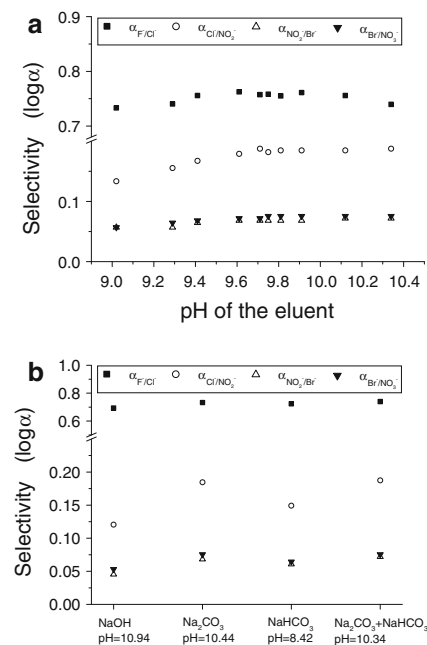 a
α F⁻/Cl⁻ α Cl⁻/NO₂⁻ α NO₂⁻/Br⁻ α Br⁻/NO₃⁻
0.9
0.8
0.7
0.1
0.0
Selectivity (logα)
9.0 9.2 9.4 9.6 9.8 10.0 10.2 10.4
pH of the eluent
b
α F⁻/Cl⁻ α Cl⁻/NO₂⁻ α NO₂⁻/Br⁻ α Br⁻/NO₃⁻
1.0
0.8
0.6
0.20
0.15
0.10
0.05
0.00
Selectivity (logα)
NaOH Na₂CO₃ NaHCO₃ Na₂CO₃+NaHCO₃
pH=10.94 pH=10.44 pH=8.42 pH=10.34